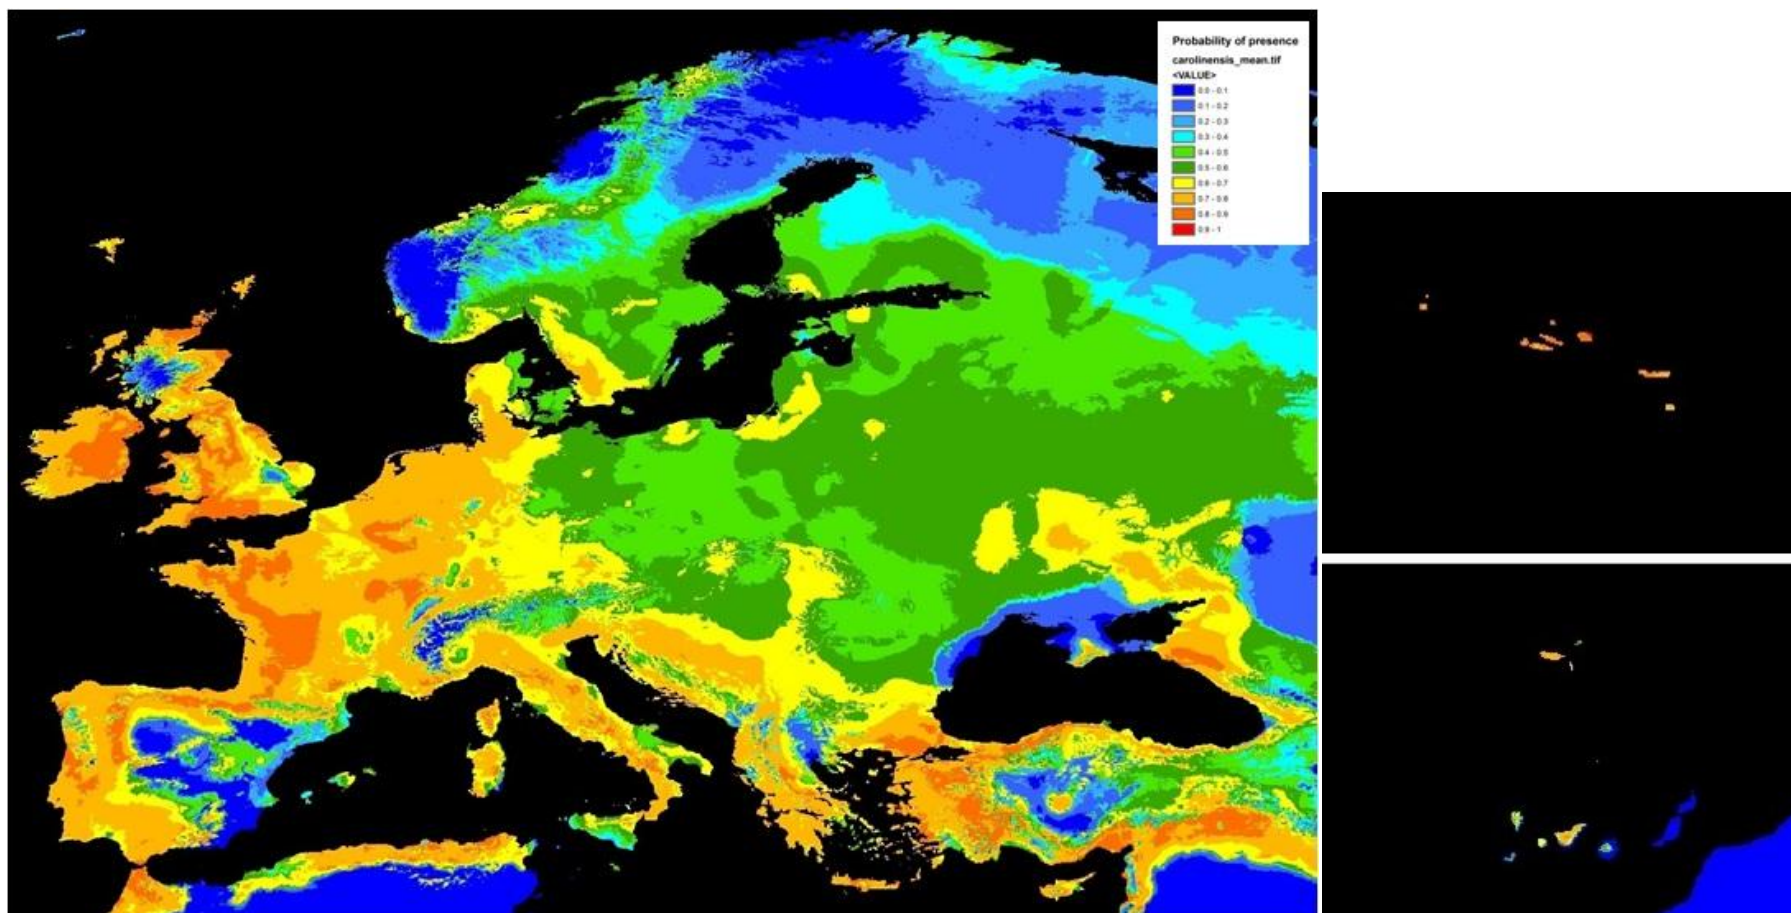 Probability of presence
carolinensis_mean.tif
<VALUE>
0.0 - 0.1
0.1 - 0.2
0.2 - 0.3
0.3 - 0.4
0.4 - 0.5
0.5 - 0.6
0.6 - 0.7
0.7 - 0.8
0.8 - 0.9
0.9 - 1